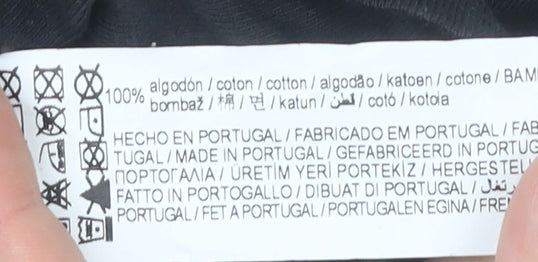 100% algodón / coton / cotton / algodão / katoen / cotone / BAM
bombaž / 棉 / 면 / katun / قطن / cotó / kotoia
HECHO EN PORTUGAL / FABRICADO EM PORTUGAL / FAB
TUGAL / MADE IN PORTUGAL / GEFABRICEERD IN PORTUG
ΠΟΡΤΟΓΑΛΙΑ / ÜRETİM YERİ PORTEKİZ / HERGESTELL
FATTO IN PORTOGALLO / DIBUAT DI PORTUGAL /
PORTUGAL / FET A PORTUGAL / PORTUGALEN EGINA / FRE